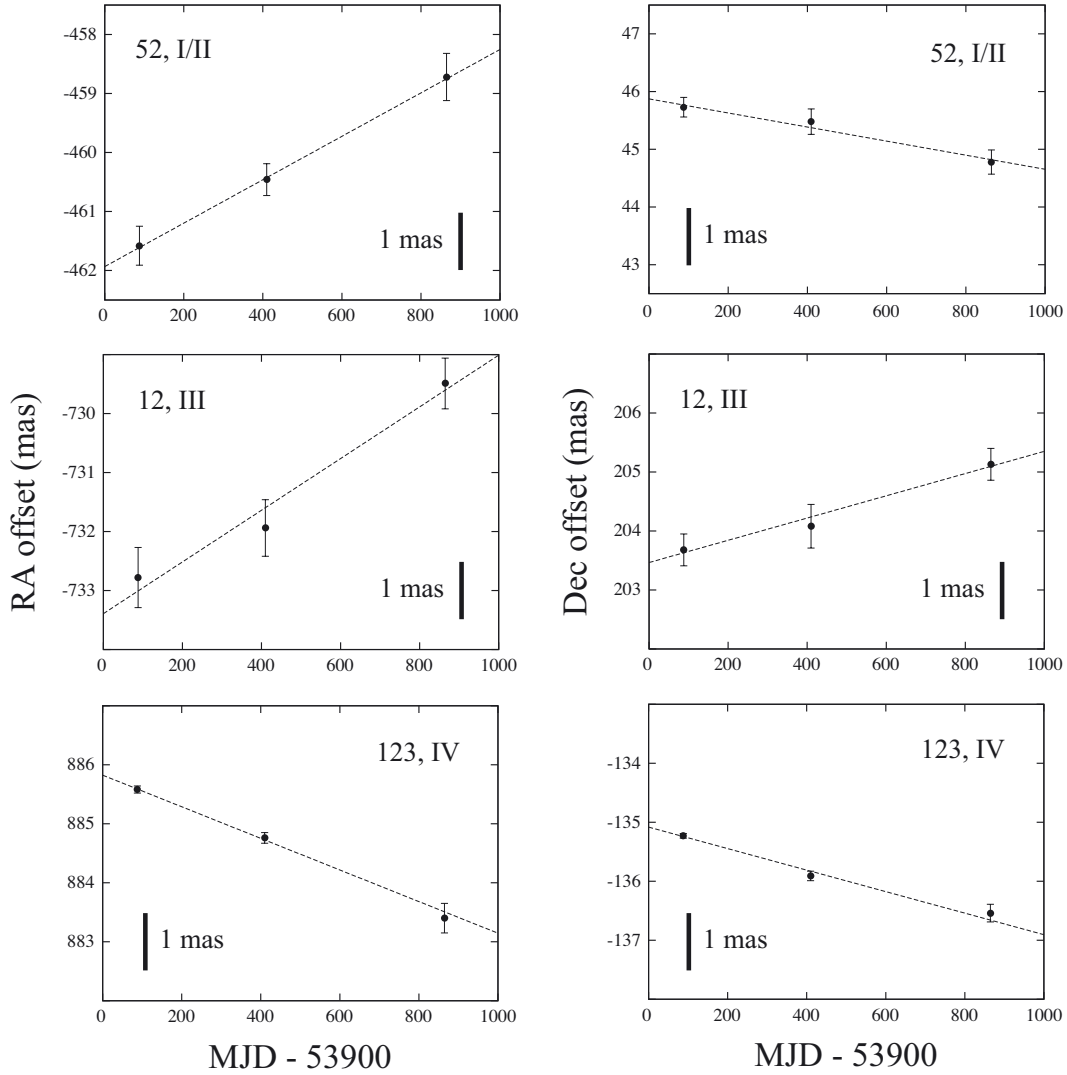 -458
-459
-460
-461
-462
52, I/II
1 mas
0 200 400 600 800 1000
47
46
45
44
43
52, I/II
1 mas
0 200 400 600 800 1000
RA offset (mas)
-730
-731
-732
-733
12, III
1 mas
0 200 400 600 800 1000
Dec offset (mas)
206
205
204
203
12, III
1 mas
0 200 400 600 800 1000
886
885
884
883
123, IV
1 mas
0 200 400 600 800 1000
MJD - 53900
-134
-135
-136
-137
123, IV
1 mas
0 200 400 600 800 1000
MJD - 53900